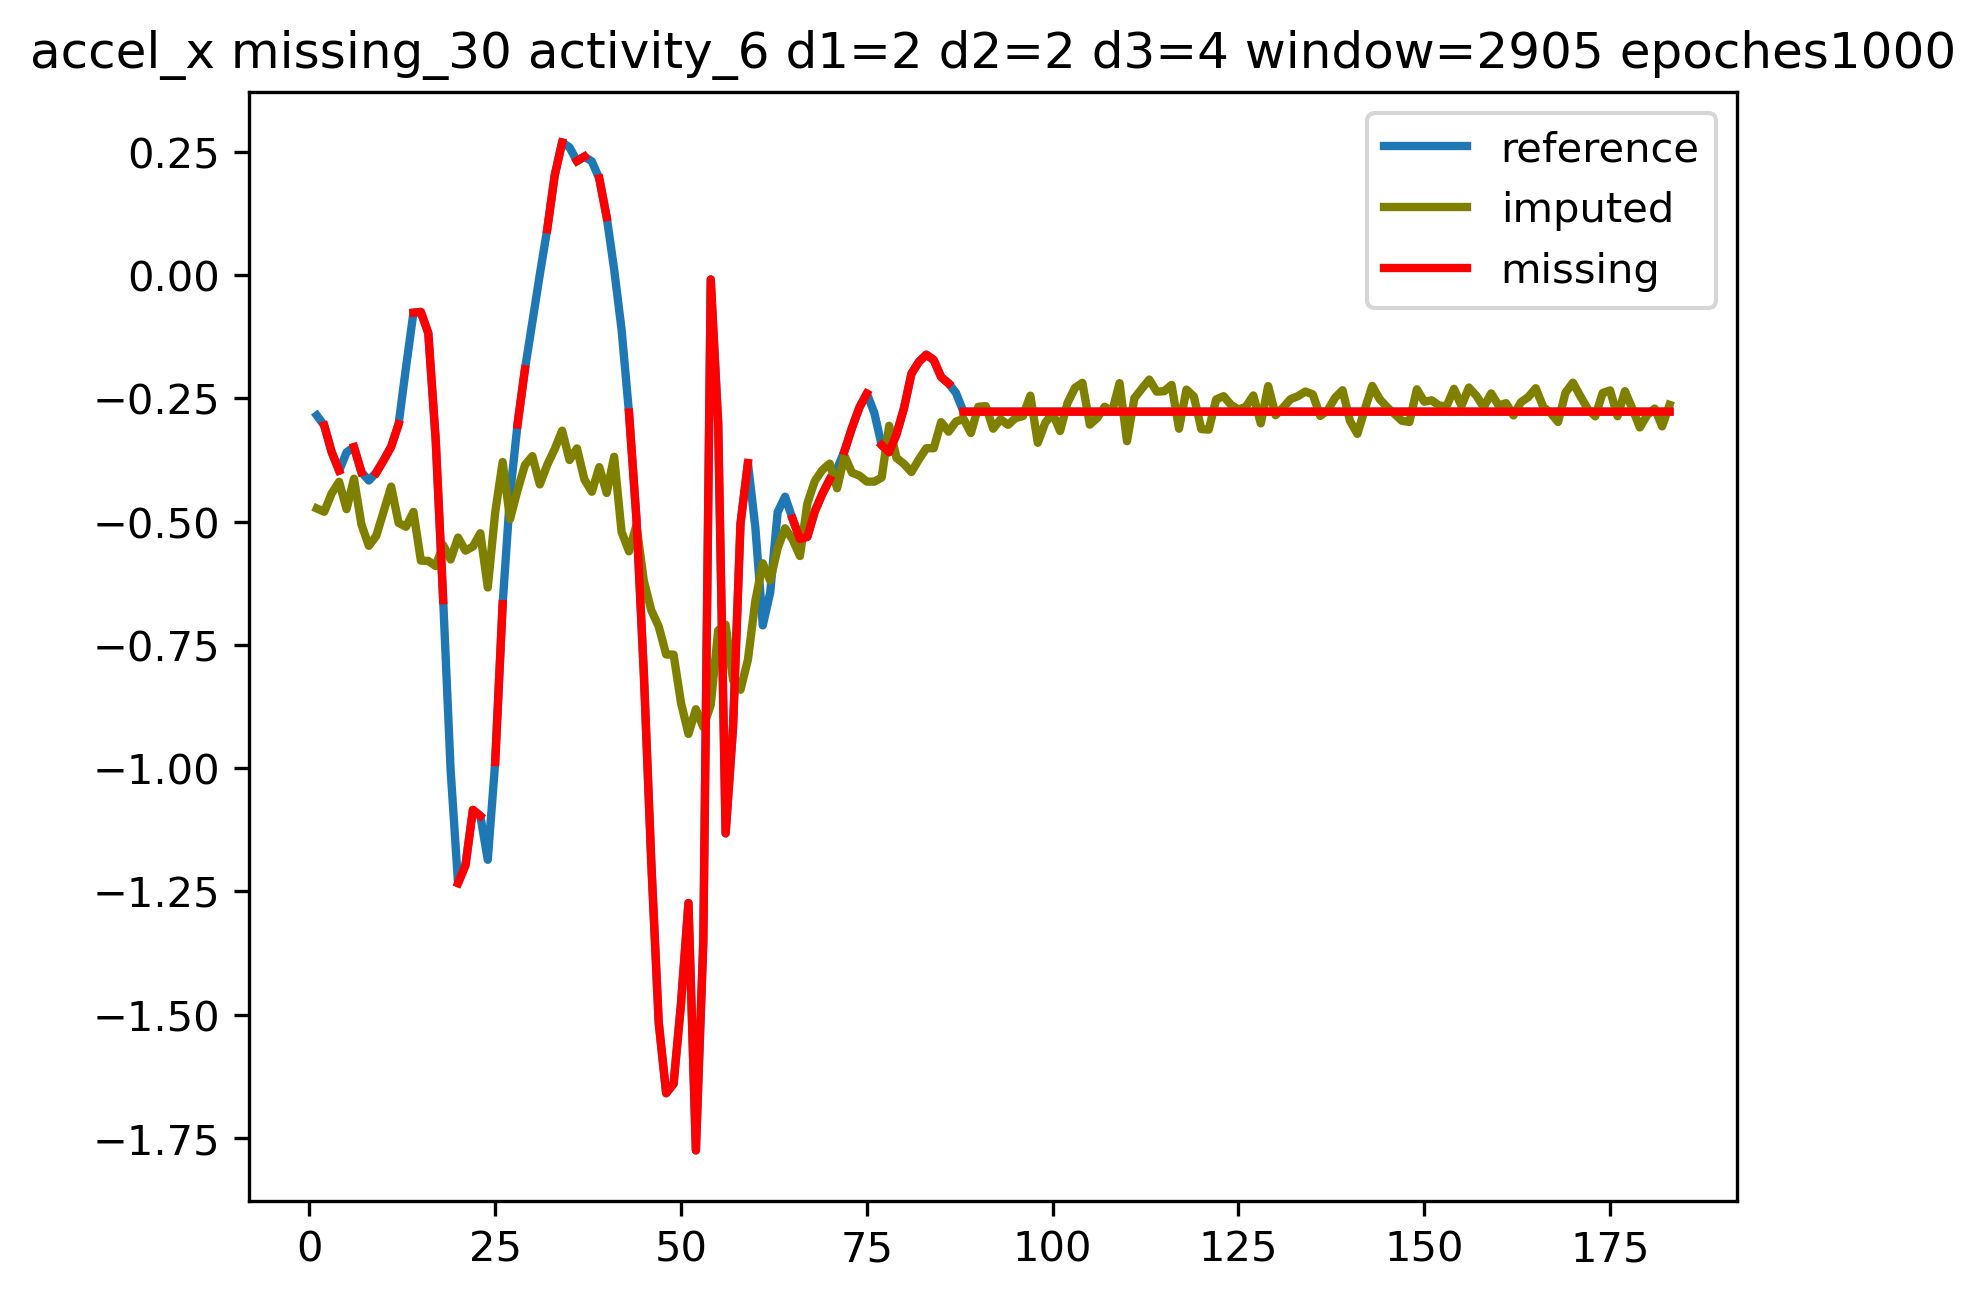 accel_x missing_30 activity_6 d1=2 d2=2 d3=4 window=2905 epoches1000
reference
imputed
missing
0.25
0.00
−0.25
−0.50
−0.75
−1.00
−1.25
−1.50
−1.75
0 25 50 75 100 125 150 175